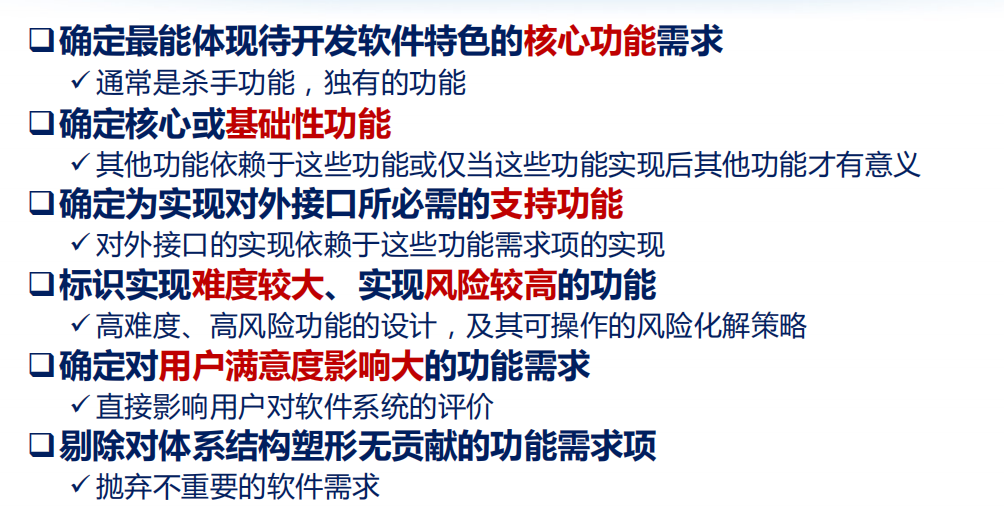 ❑确定最能体现待开发软件特色的核心功能需求
✓通常是杀手功能，独有的功能
❑确定核心或基础性功能
✓其他功能依赖于这些功能或仅当这些功能实现后其他功能才有意义
❑确定为实现对外接口所必需的支持功能
✓对外接口的实现依赖于这些功能需求项的实现
❑标识实现难度较大、实现风险较高的功能
✓高难度、高风险功能的设计，及其可操作的风险化解策略
❑确定对用户满意度影响大的功能需求
✓直接影响用户对软件系统的评价
❑剔除对体系结构塑形无贡献的功能需求项
✓抛弃不重要的软件需求